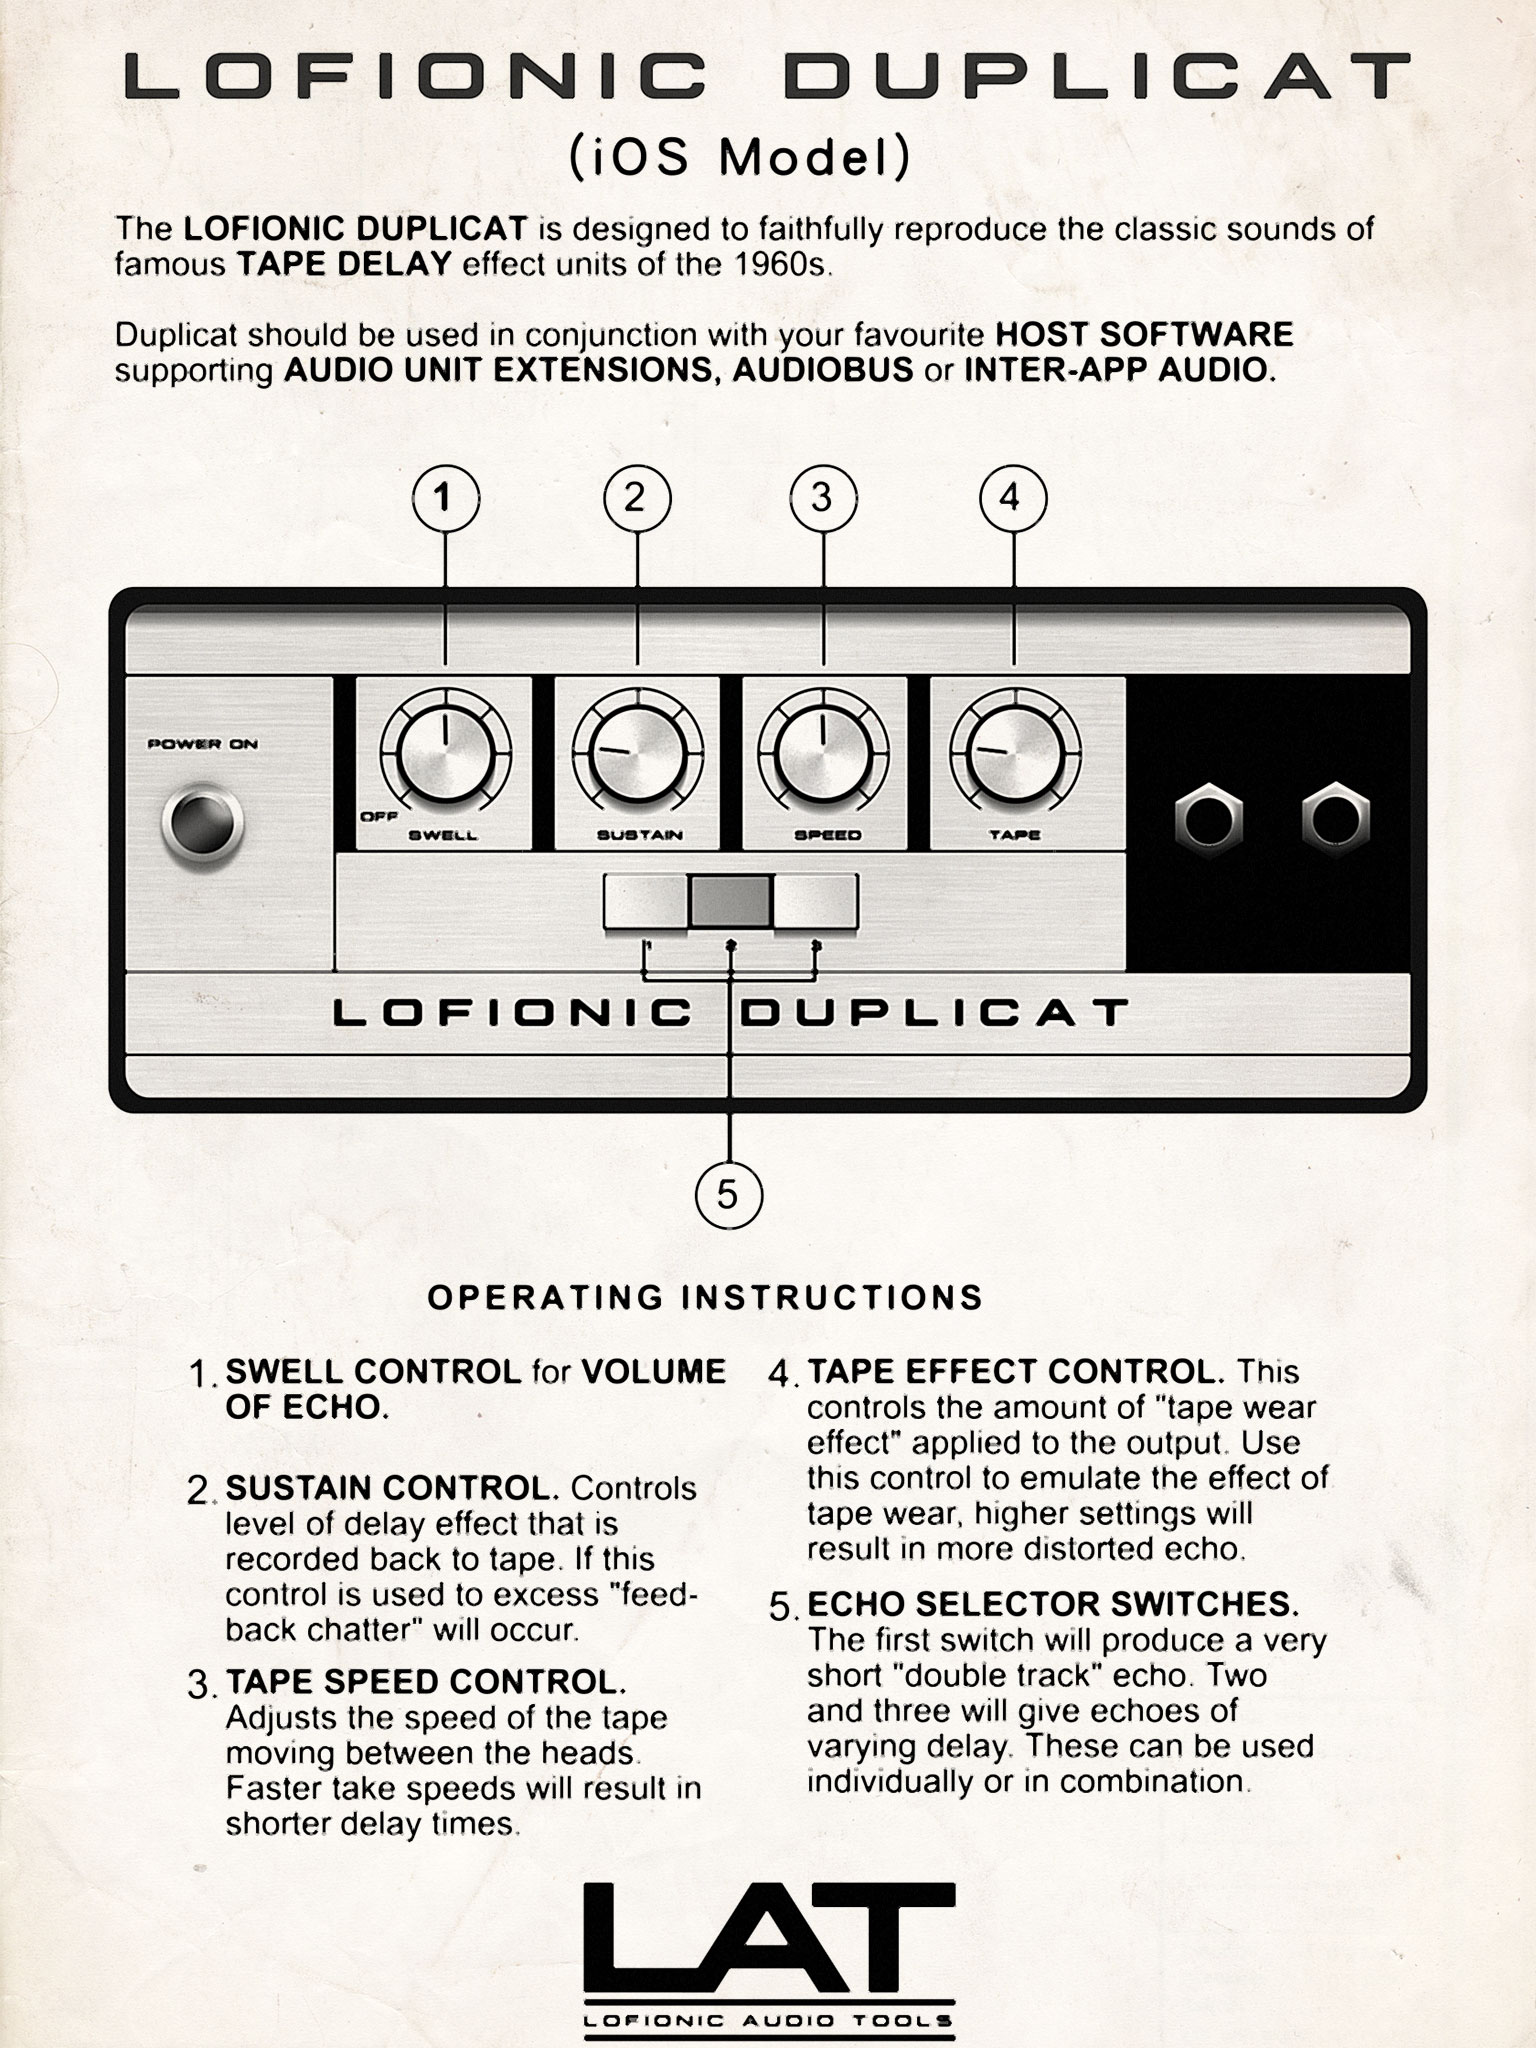 LOFIONIC DUPLICAT
(iOS Model)
The LOFIONIC DUPLICAT is designed to faithfully reproduce the classic sounds of
famous TAPE DELAY effect units of the 1960s.
Duplicat should be used in conjunction with your favourite HOST SOFTWARE
supporting AUDIO UNIT EXTENSIONS, AUDIOBUS or INTER-APP AUDIO.
1 2 3 4
POWER ON
OFF
SWELL SUSTAIN SPEED TAPE
1 2 3
LOFIONIC DUPLICAT
5
OPERATING INSTRUCTIONS
1. SWELL CONTROL for VOLUME
OF ECHO.
2. SUSTAIN CONTROL. Controls
level of delay effect that is
recorded back to tape. If this
control is used to excess "feed-
back chatter" will occur.
3. TAPE SPEED CONTROL.
Adjusts the speed of the tape
moving between the heads.
Faster take speeds will result in
shorter delay times.
4. TAPE EFFECT CONTROL. This
controls the amount of "tape wear
effect" applied to the output. Use
this control to emulate the effect of
tape wear, higher settings will
result in more distorted echo.
5. ECHO SELECTOR SWITCHES.
The first switch will produce a very
short "double track" echo. Two
and three will give echoes of
varying delay. These can be used
individually or in combination.
LAT
LOFIONIC AUDIO TOOLS